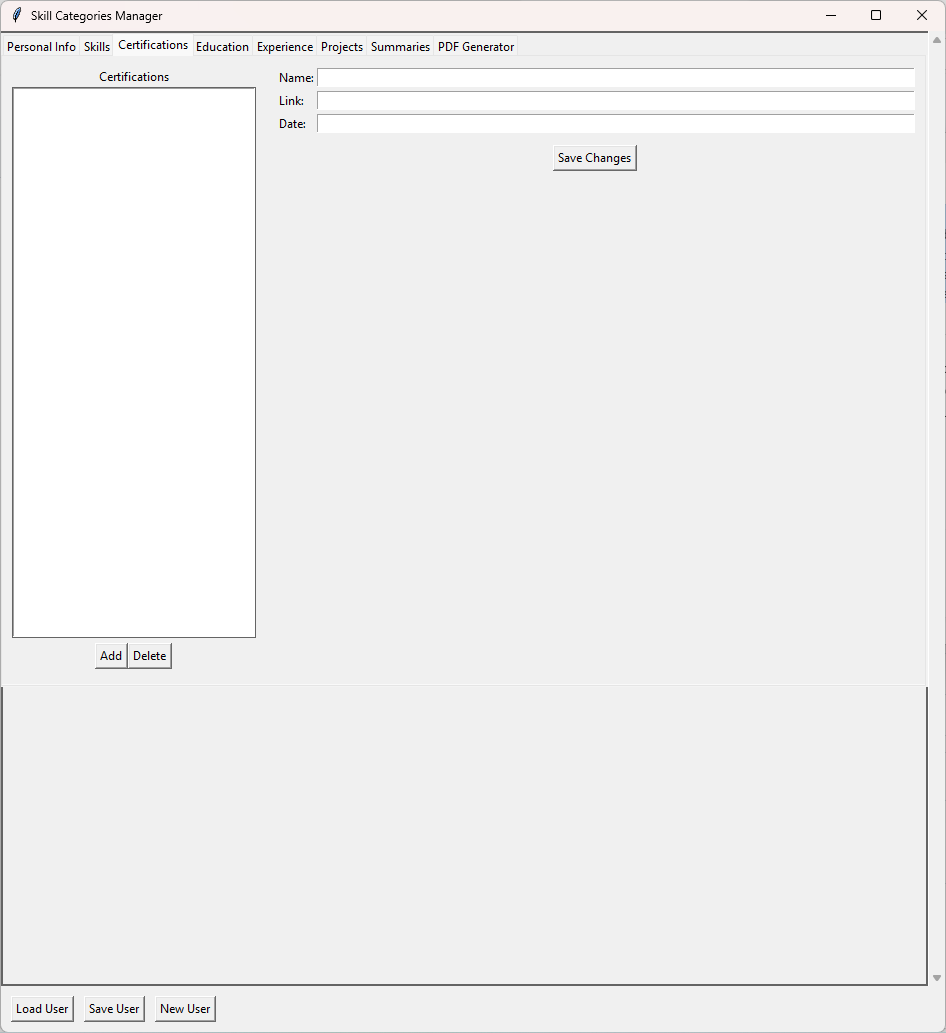 Skill Categories Manager
Personal Info Skills Certifications Education Experience Projects Summaries PDF Generator
Certifications
Name:
Link:
Date:
Save Changes
Add Delete
Load User Save User New User